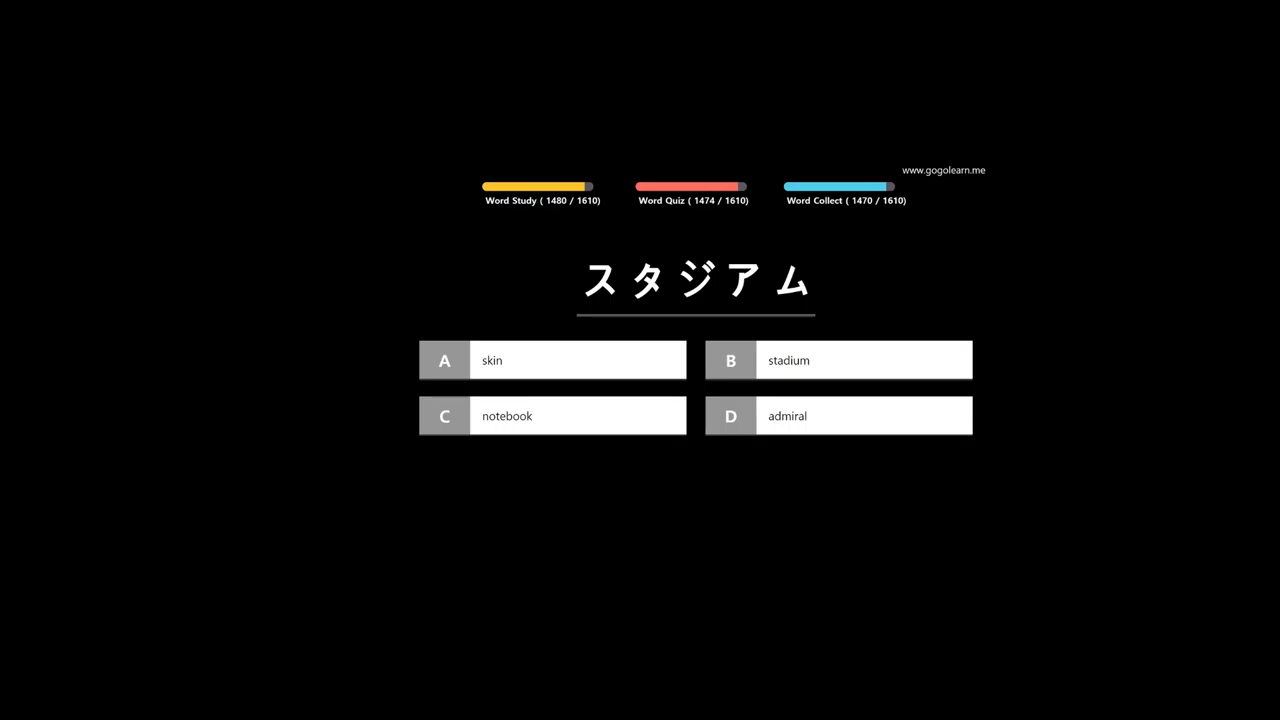 www.gogolearn.me
Word Study ( 1480 / 1610)
Word Quiz ( 1474 / 1610)
Word Collect ( 1470 / 1610)
スタジアム
A skin
B stadium
C notebook
D admiral